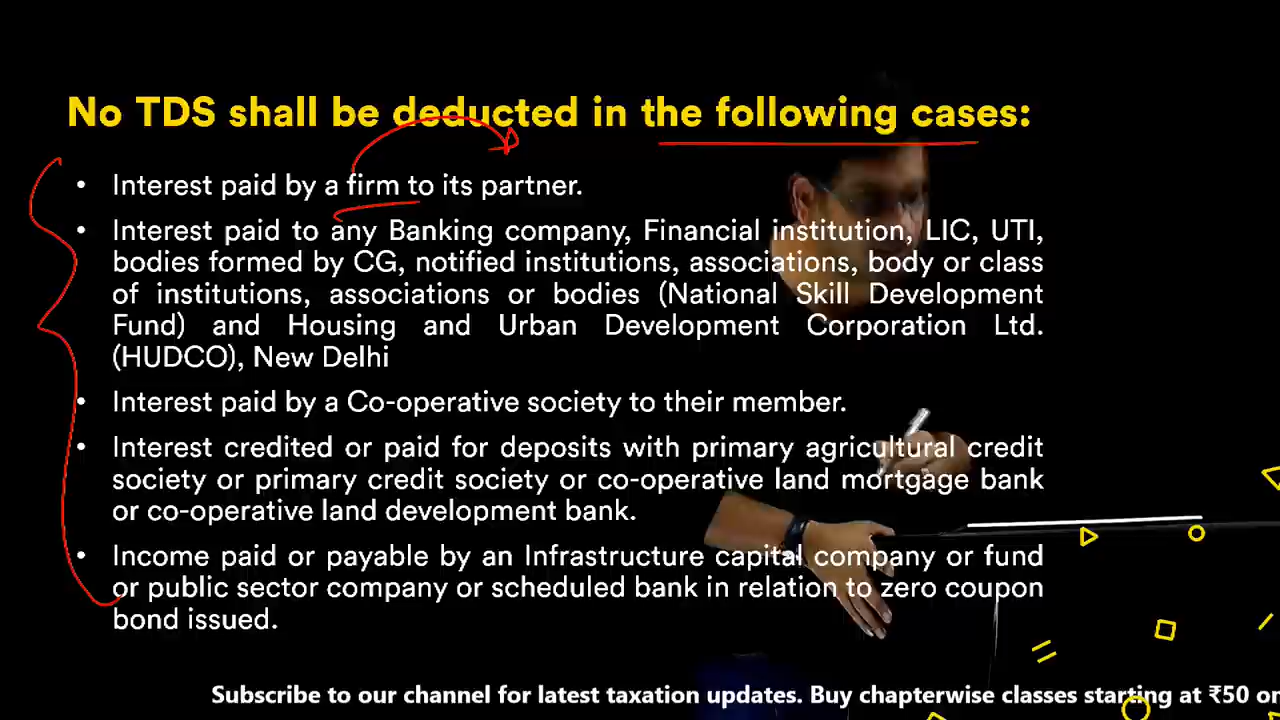 No TDS shall be deducted in the following cases:
• Interest paid by a firm to its partner.
• Interest paid to any Banking company, Financial institution, LIC, UTI,
bodies formed by CG, notified institutions, associations, body or class
of institutions, associations or bodies (National Skill Development
Fund) and Housing and Urban Development Corporation Ltd.
(HUDCO), New Delhi
• Interest paid by a Co-operative society to their member.
• Interest credited or paid for deposits with primary agricultural credit
society or primary credit society or co-operative land mortgage bank
or co-operative land development bank.
• Income paid or payable by an Infrastructure capital company or fund
or public sector company or scheduled bank in relation to zero coupon
bond issued.
Subscribe to our channel for latest taxation updates. Buy chapterwise classes starting at ₹50 on